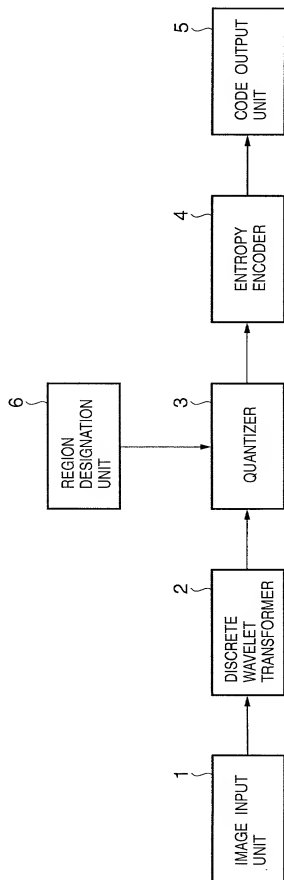 1
IMAGE INPUT
UNIT
2
DISCRETE
WAVELET
TRANSFORMER
6
REGION
DESIGNATION
UNIT
3
QUANTIZER
4
ENTROPY
ENCODER
5
CODE OUTPUT
UNIT